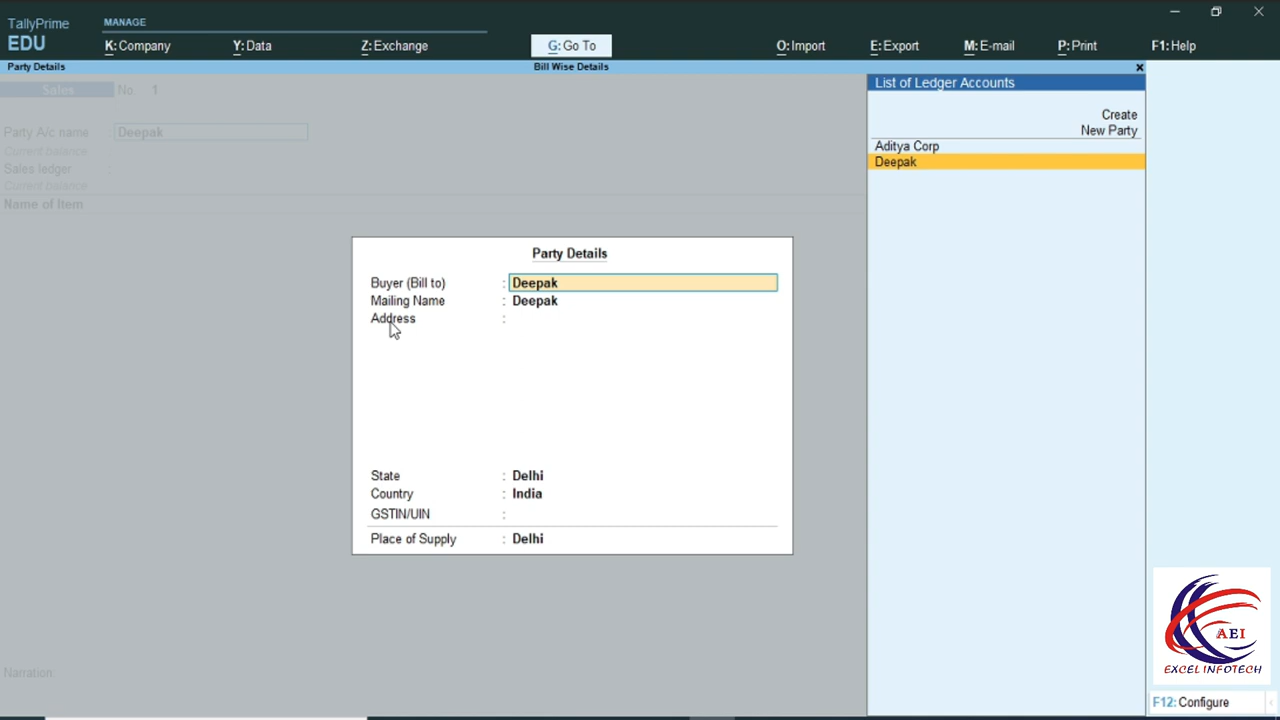 TallyPrime
EDU
MANAGE
K: Company
Y: Data
Z: Exchange
G: Go To
O: Import
E: Export
M: E-mail
P: Print
F1: Help
Party Details
Bill Wise Details
×
Sales
No. 1
Party A/c name : Deepak
Current balance
Sales ledger :
Current balance
Name of Item
Party Details
Buyer (Bill to) : Deepak
Mailing Name : Deepak
Address :
State : Delhi
Country : India
GSTIN/UIN :
Place of Supply : Delhi
Narration:
List of Ledger Accounts
Create
New Party
Aditya Corp
Deepak
AEI
EXCEL INFOTECH
F12: Configure